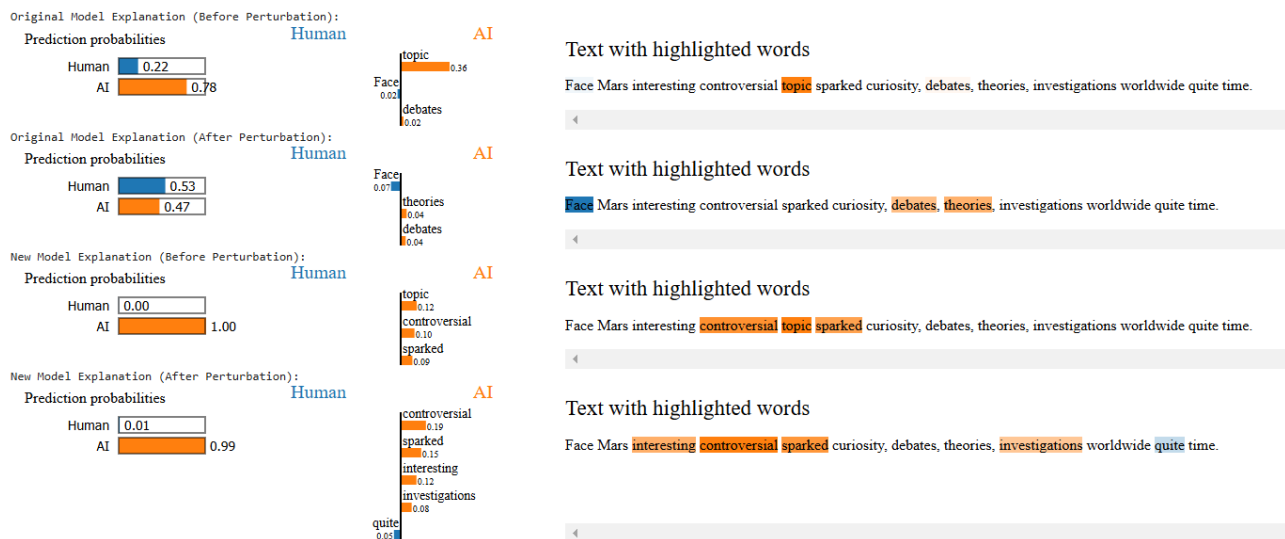 Original Model Explanation (Before Perturbation):
Prediction probabilities
Human 0.22
AI 0.78
Human AI
topic
0.36
Face
0.02
debates
0.02
Text with highlighted words
Face Mars interesting controversial topic sparked curiosity, debates, theories, investigations worldwide quite time.
Original Model Explanation (After Perturbation):
Prediction probabilities
Human 0.53
AI 0.47
Human AI
Face
0.07
theories
0.04
debates
0.04
Text with highlighted words
Face Mars interesting controversial sparked curiosity, debates, theories, investigations worldwide quite time.
New Model Explanation (Before Perturbation):
Prediction probabilities
Human 0.00
AI 1.00
Human AI
topic
0.12
controversial
0.10
sparked
0.09
Text with highlighted words
Face Mars interesting controversial topic sparked curiosity, debates, theories, investigations worldwide quite time.
New Model Explanation (After Perturbation):
Prediction probabilities
Human 0.01
AI 0.99
Human AI
controversial
0.19
sparked
0.15
interesting
0.12
investigations
0.08
quite
0.05
Text with highlighted words
Face Mars interesting controversial sparked curiosity, debates, theories, investigations worldwide quite time.